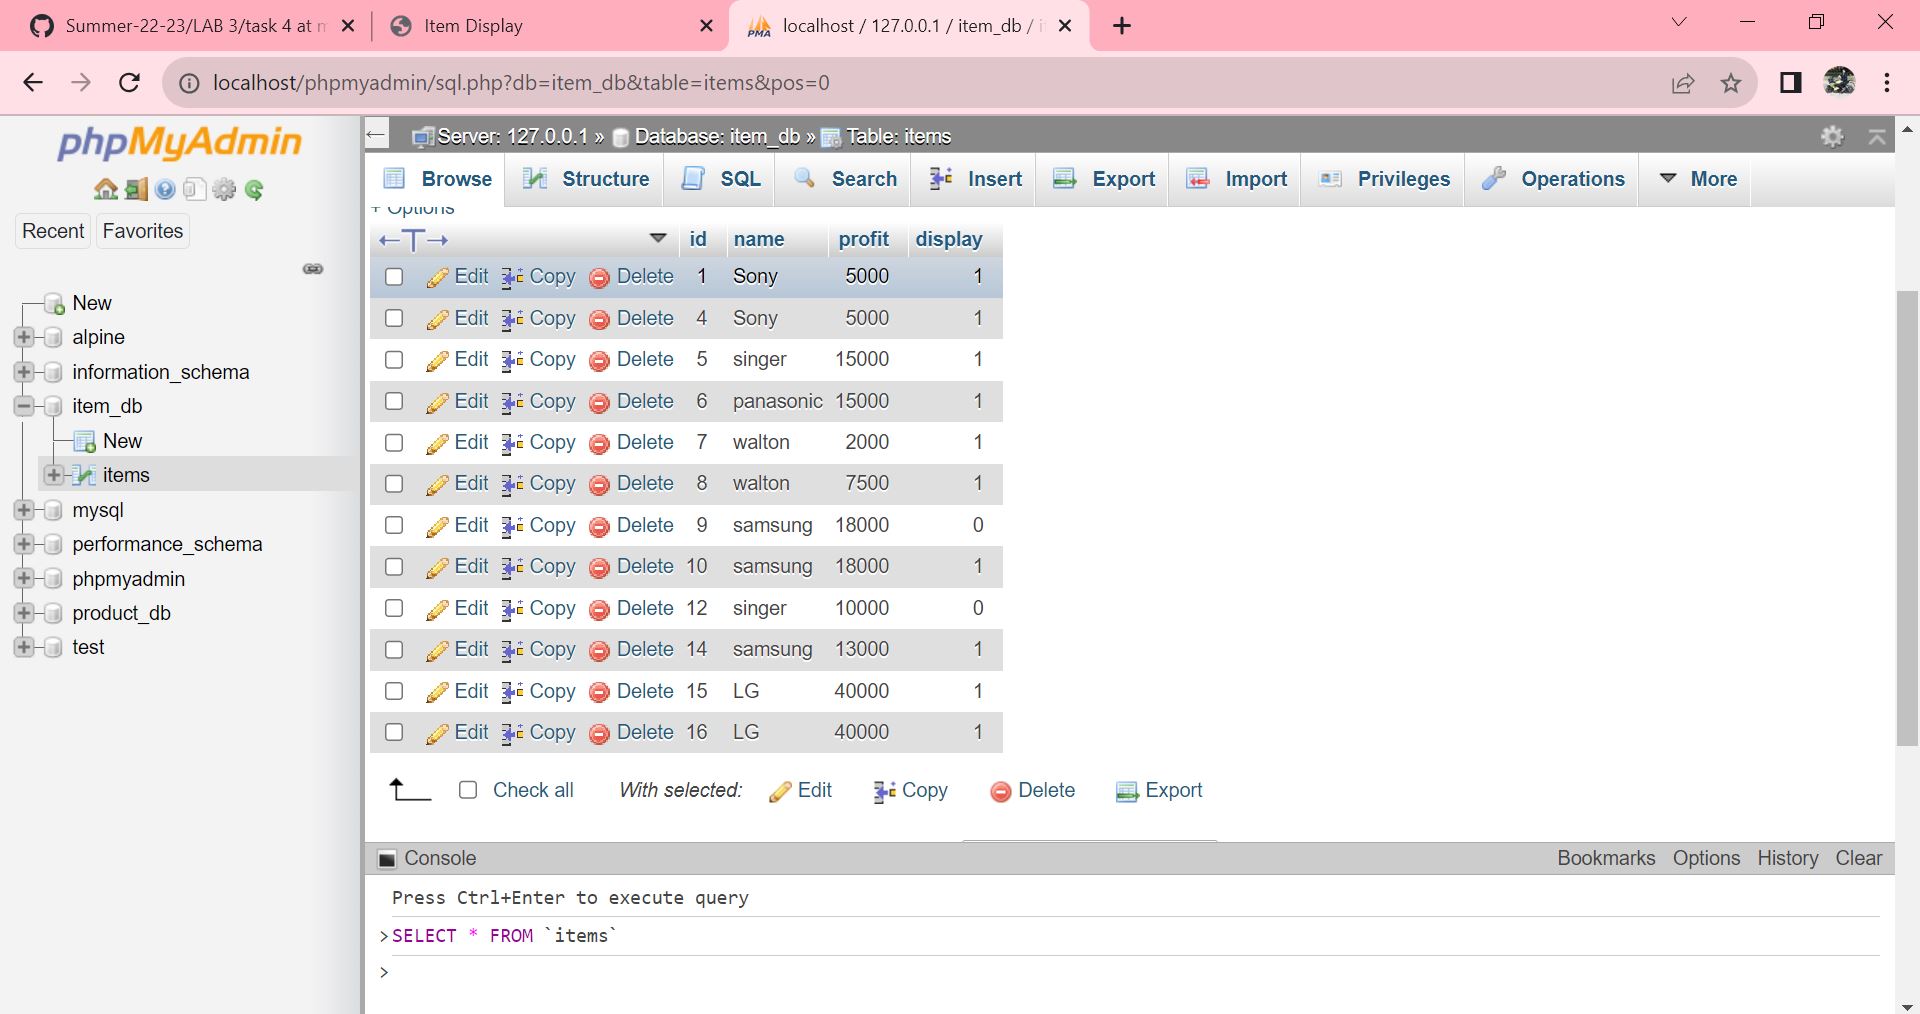 Summer-22-23/LAB 3/task 4 at m
Item Display
localhost / 127.0.0.1 / item_db / i
localhost/phpmyadmin/sql.php?db=item_db&table=items&pos=0
phpMyAdmin
Recent Favorites
New
alpine
information_schema
item_db
New
items
mysql
performance_schema
phpmyadmin
product_db
test
Server: 127.0.0.1 » Database: item_db » Table: items
Browse Structure SQL Search Insert Export Import Privileges Operations More
+ Options
←T→ id name profit display
Edit Copy Delete 1 Sony 5000 1
Edit Copy Delete 4 Sony 5000 1
Edit Copy Delete 5 singer 15000 1
Edit Copy Delete 6 panasonic 15000 1
Edit Copy Delete 7 walton 2000 1
Edit Copy Delete 8 walton 7500 1
Edit Copy Delete 9 samsung 18000 0
Edit Copy Delete 10 samsung 18000 1
Edit Copy Delete 12 singer 10000 0
Edit Copy Delete 14 samsung 13000 1
Edit Copy Delete 15 LG 40000 1
Edit Copy Delete 16 LG 40000 1
Check all With selected: Edit Copy Delete Export
Console Bookmarks Options History Clear
Press Ctrl+Enter to execute query
>SELECT * FROM `items`
>